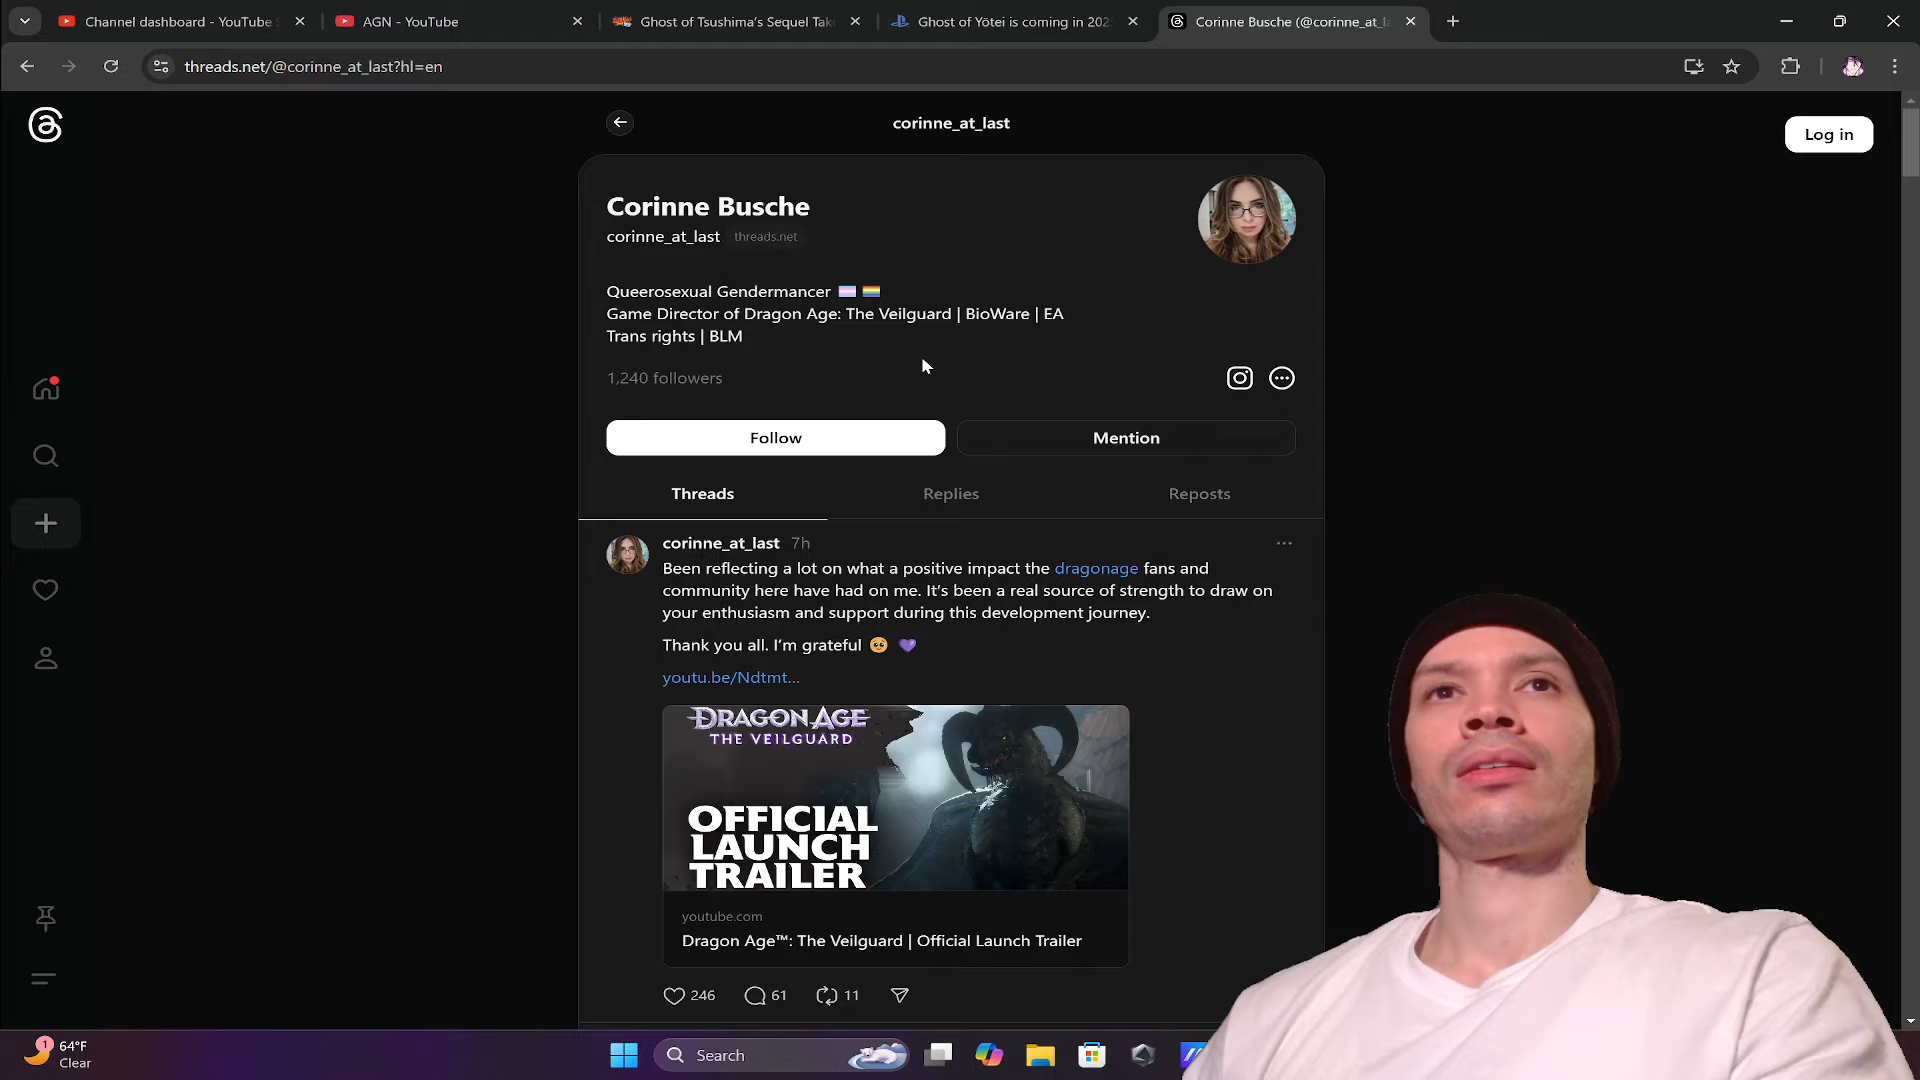 Channel dashboard - YouTube
AGN - YouTube
Ghost of Tsushima's Sequel Tak
Ghost of Yōtei is coming in 202
Corinne Busche (@corinne_at_la
threads.net/@corinne_at_last?hl=en
corinne_at_last
Log in
Corinne Busche
corinne_at_last threads.net
Queerosexual Gendermancer
Game Director of Dragon Age: The Veilguard | BioWare | EA
Trans rights | BLM
1,240 followers
Follow
Mention
Threads
Replies
Reposts
corinne_at_last 7h
Been reflecting a lot on what a positive impact the dragonage fans and
community here have had on me. It's been a real source of strength to draw on
your enthusiasm and support during this development journey.
Thank you all. I'm grateful 🥹 💜
youtu.be/Ndtmt...
DRAGON AGE
THE VEILGUARD
OFFICIAL
LAUNCH
TRAILER
youtube.com
Dragon Age™: The Veilguard | Official Launch Trailer
246
61
11
1
64°F
Clear
Search